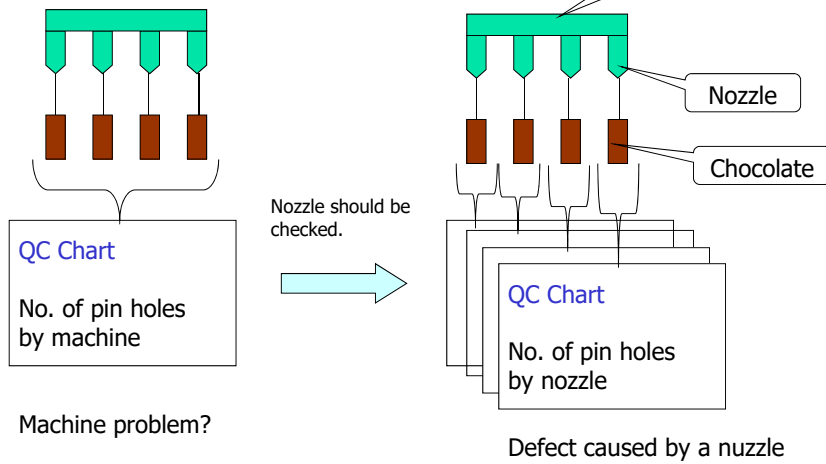 Nozzle
Chocolate
QC Chart
No. of pin holes
by machine
Machine problem?
Nozzle should be
checked.
QC Chart
No. of pin holes
by nozzle
Defect caused by a nuzzle